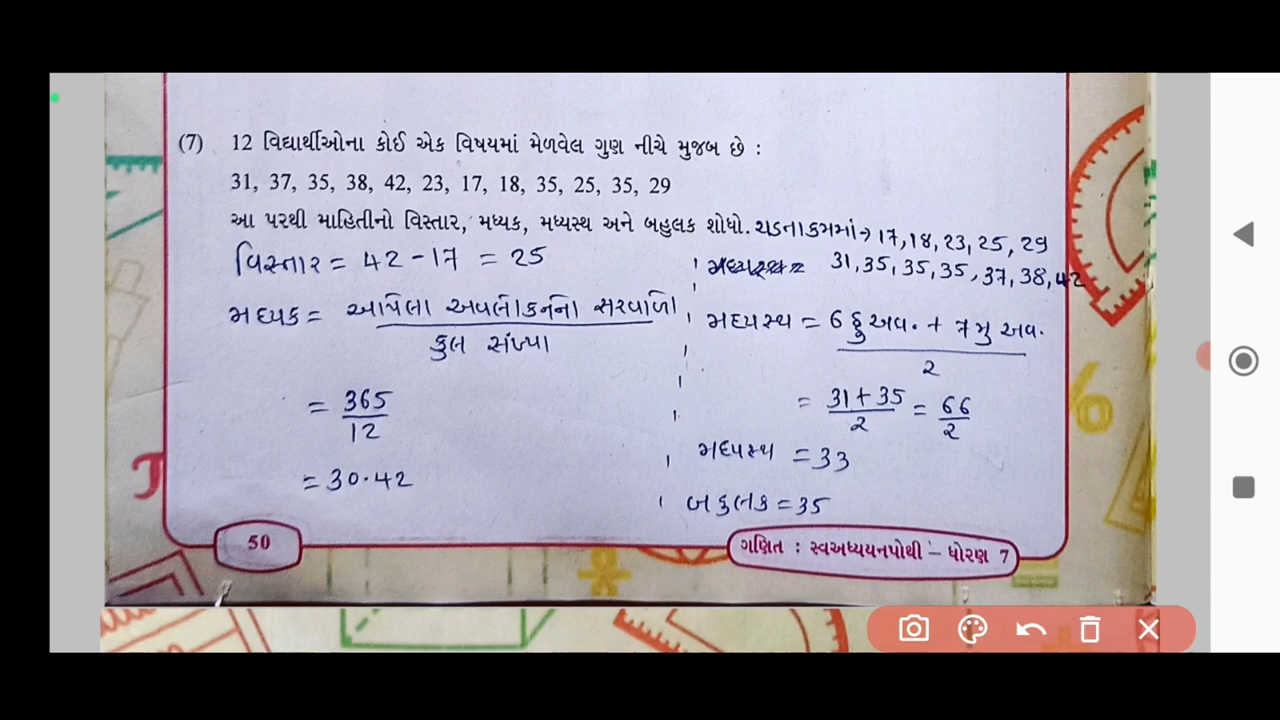 (7) 12 વિદ્યાર્થીઓના કોઈ એક વિષયમાં મેળવેલ ગુણ નીચે મુજબ છે :
31, 37, 35, 38, 42, 23, 17, 18, 35, 25, 35, 29
આ પરથી માહિતીનો વિસ્તાર, મધ્યક, મધ્યસ્થ અને બહુલક શોધો.
વિસ્તાર = 42 - 17 = 25
મધ્યક = આપેલા અવલોકનનો સરવાળો
કુલ સંખ્યા
= 365
12
= 30.42
ચડતાક્રમમાં → 17, 18, 23, 25, 29
31, 35, 35, 35, 37, 38, 42
મધ્યસ્થ = 6 ઠ્ઠુ અવ. + 7 મુ અવ.
2
= 31 + 35 = 66
2 2
મધ્યસ્થ = 33
બહુલક = 35
50
ગણિત : સ્વઅધ્યયનપોથી – ધોરણ 7